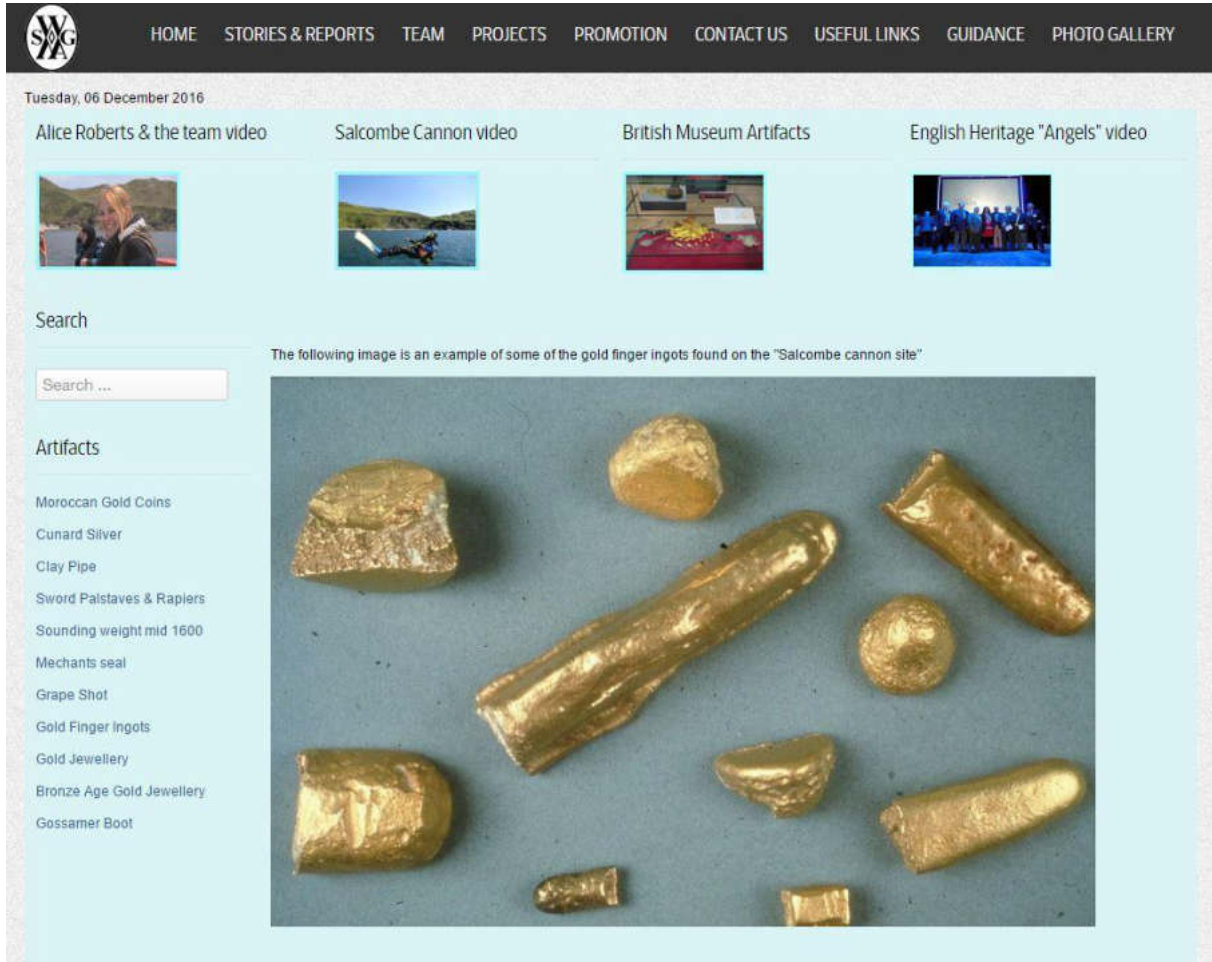 SWAG
HOME STORIES & REPORTS TEAM PROJECTS PROMOTION CONTACT US USEFUL LINKS GUIDANCE PHOTO GALLERY
Tuesday, 06 December 2016
Alice Roberts & the team video
Salcombe Cannon video
British Museum Artifacts
English Heritage "Angels" video
Search
Search ...
The following image is an example of some of the gold finger ingots found on the "Salcombe cannon site"
Artifacts
Moroccan Gold Coins
Cunard Silver
Clay Pipe
Sword Palstaves & Rapiers
Sounding weight mid 1600
Mechants seal
Grape Shot
Gold Finger Ingots
Gold Jewellery
Bronze Age Gold Jewellery
Gossamer Boot